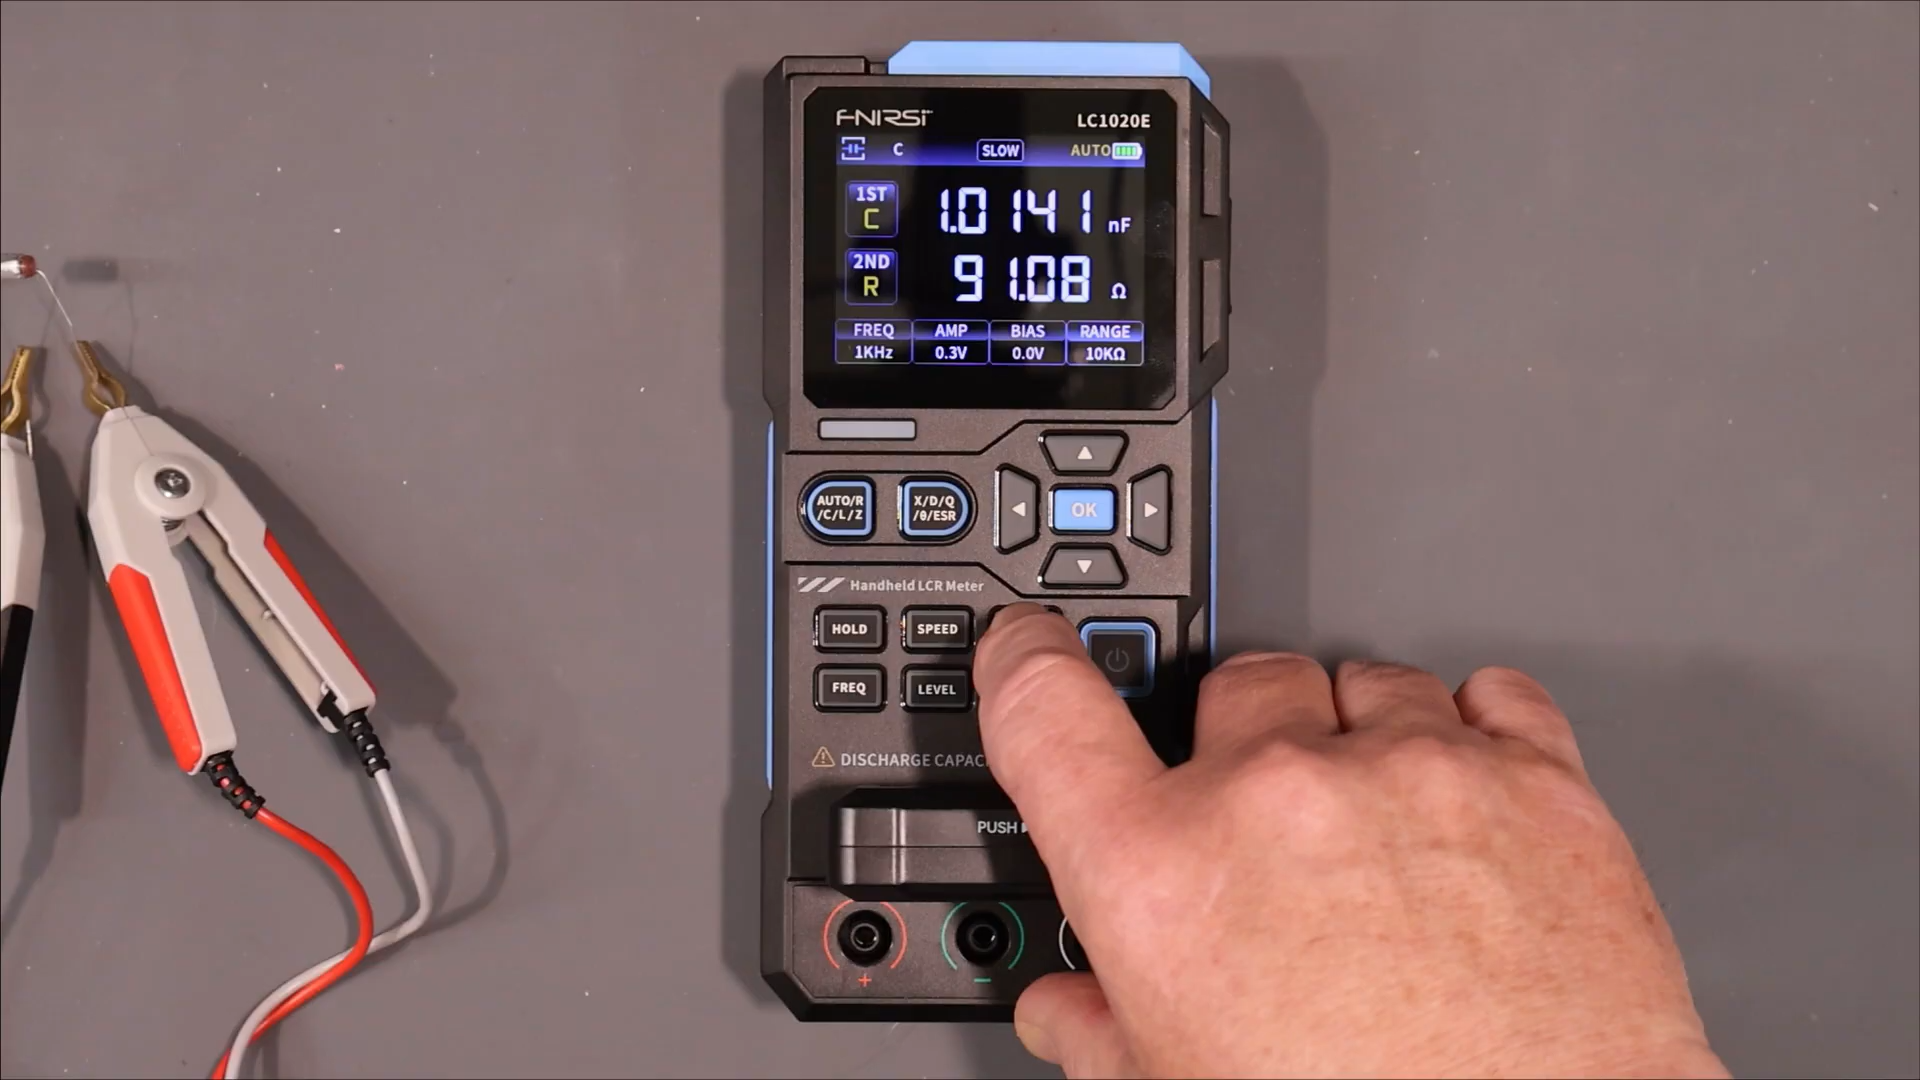 FNIRSI LC1020E
C SLOW AUTO
1ST C 1.0141 nF
2ND R 91.08 Ω
FREQ AMP BIAS RANGE
1KHz 0.3V 0.0V 10KΩ
AUTO/R X/D/Q
/C/L/Z /θ/ESR
OK
Handheld LCR Meter
HOLD SPEED
FREQ LEVEL
DISCHARGE
PUSH
+ −